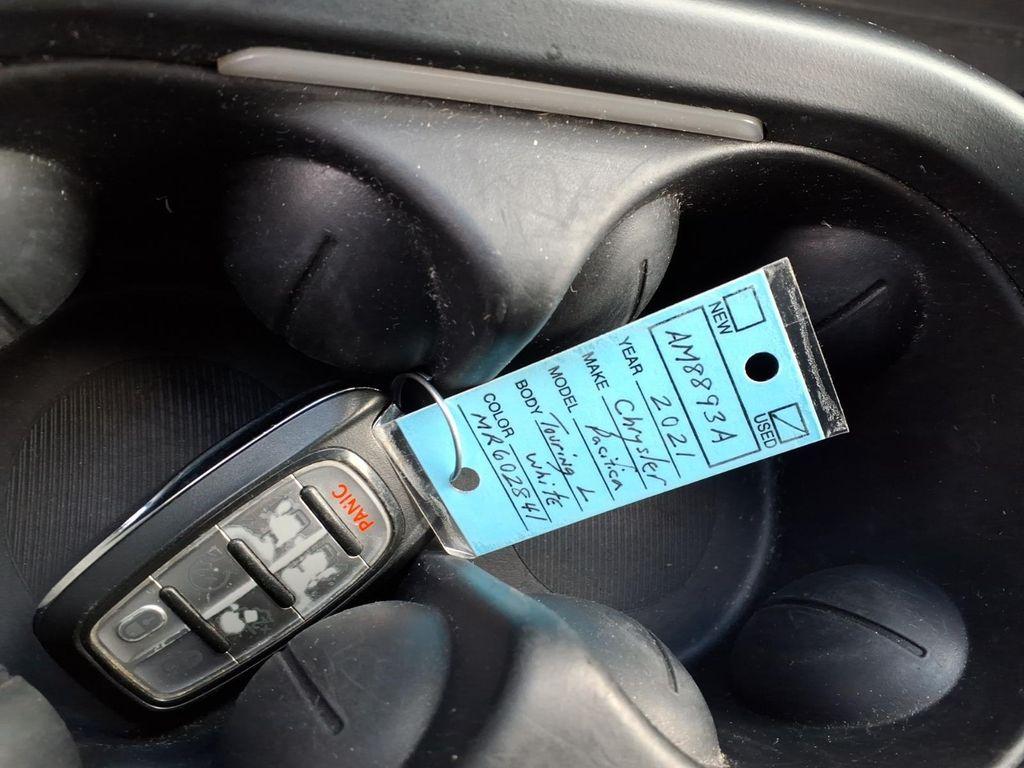 NEW USED
AM8893A
YEAR 2021
MAKE Chrysler
MODEL Pacifica
BODY Touring L
COLOR White
MR602841
PANIC